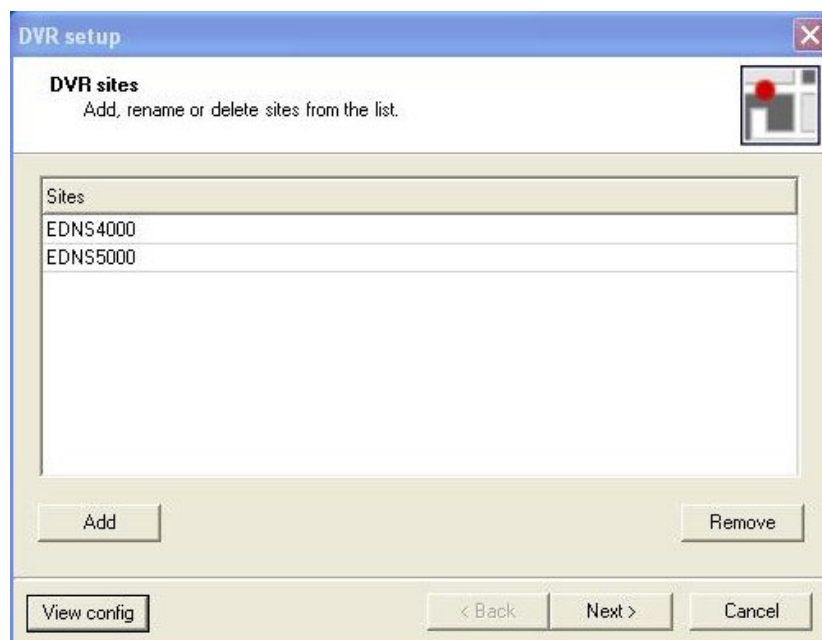 DVR setup
DVR sites
Add, rename or delete sites from the list.
Sites
EDNS4000
EDNS5000
Add
Remove
View config
< Back
Next >
Cancel